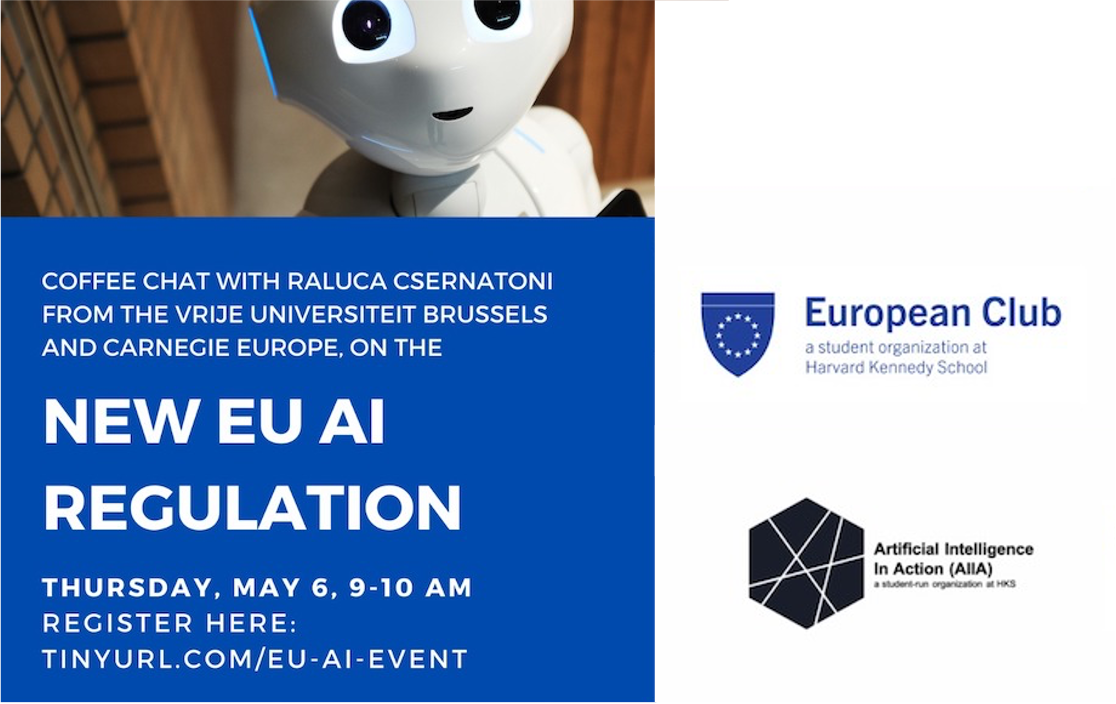 COFFEE CHAT WITH RALUCA CSERNATONI
FROM THE VRIJE UNIVERSITEIT BRUSSELS
AND CARNEGIE EUROPE, ON THE
NEW EU AI
REGULATION
THURSDAY, MAY 6, 9-10 AM
REGISTER HERE:
TINYURL.COM/EU-AI-EVENT
European Club
a student organization at
Harvard Kennedy School
Artificial Intelligence
In Action (AIIA)
a student-run organization at HKS